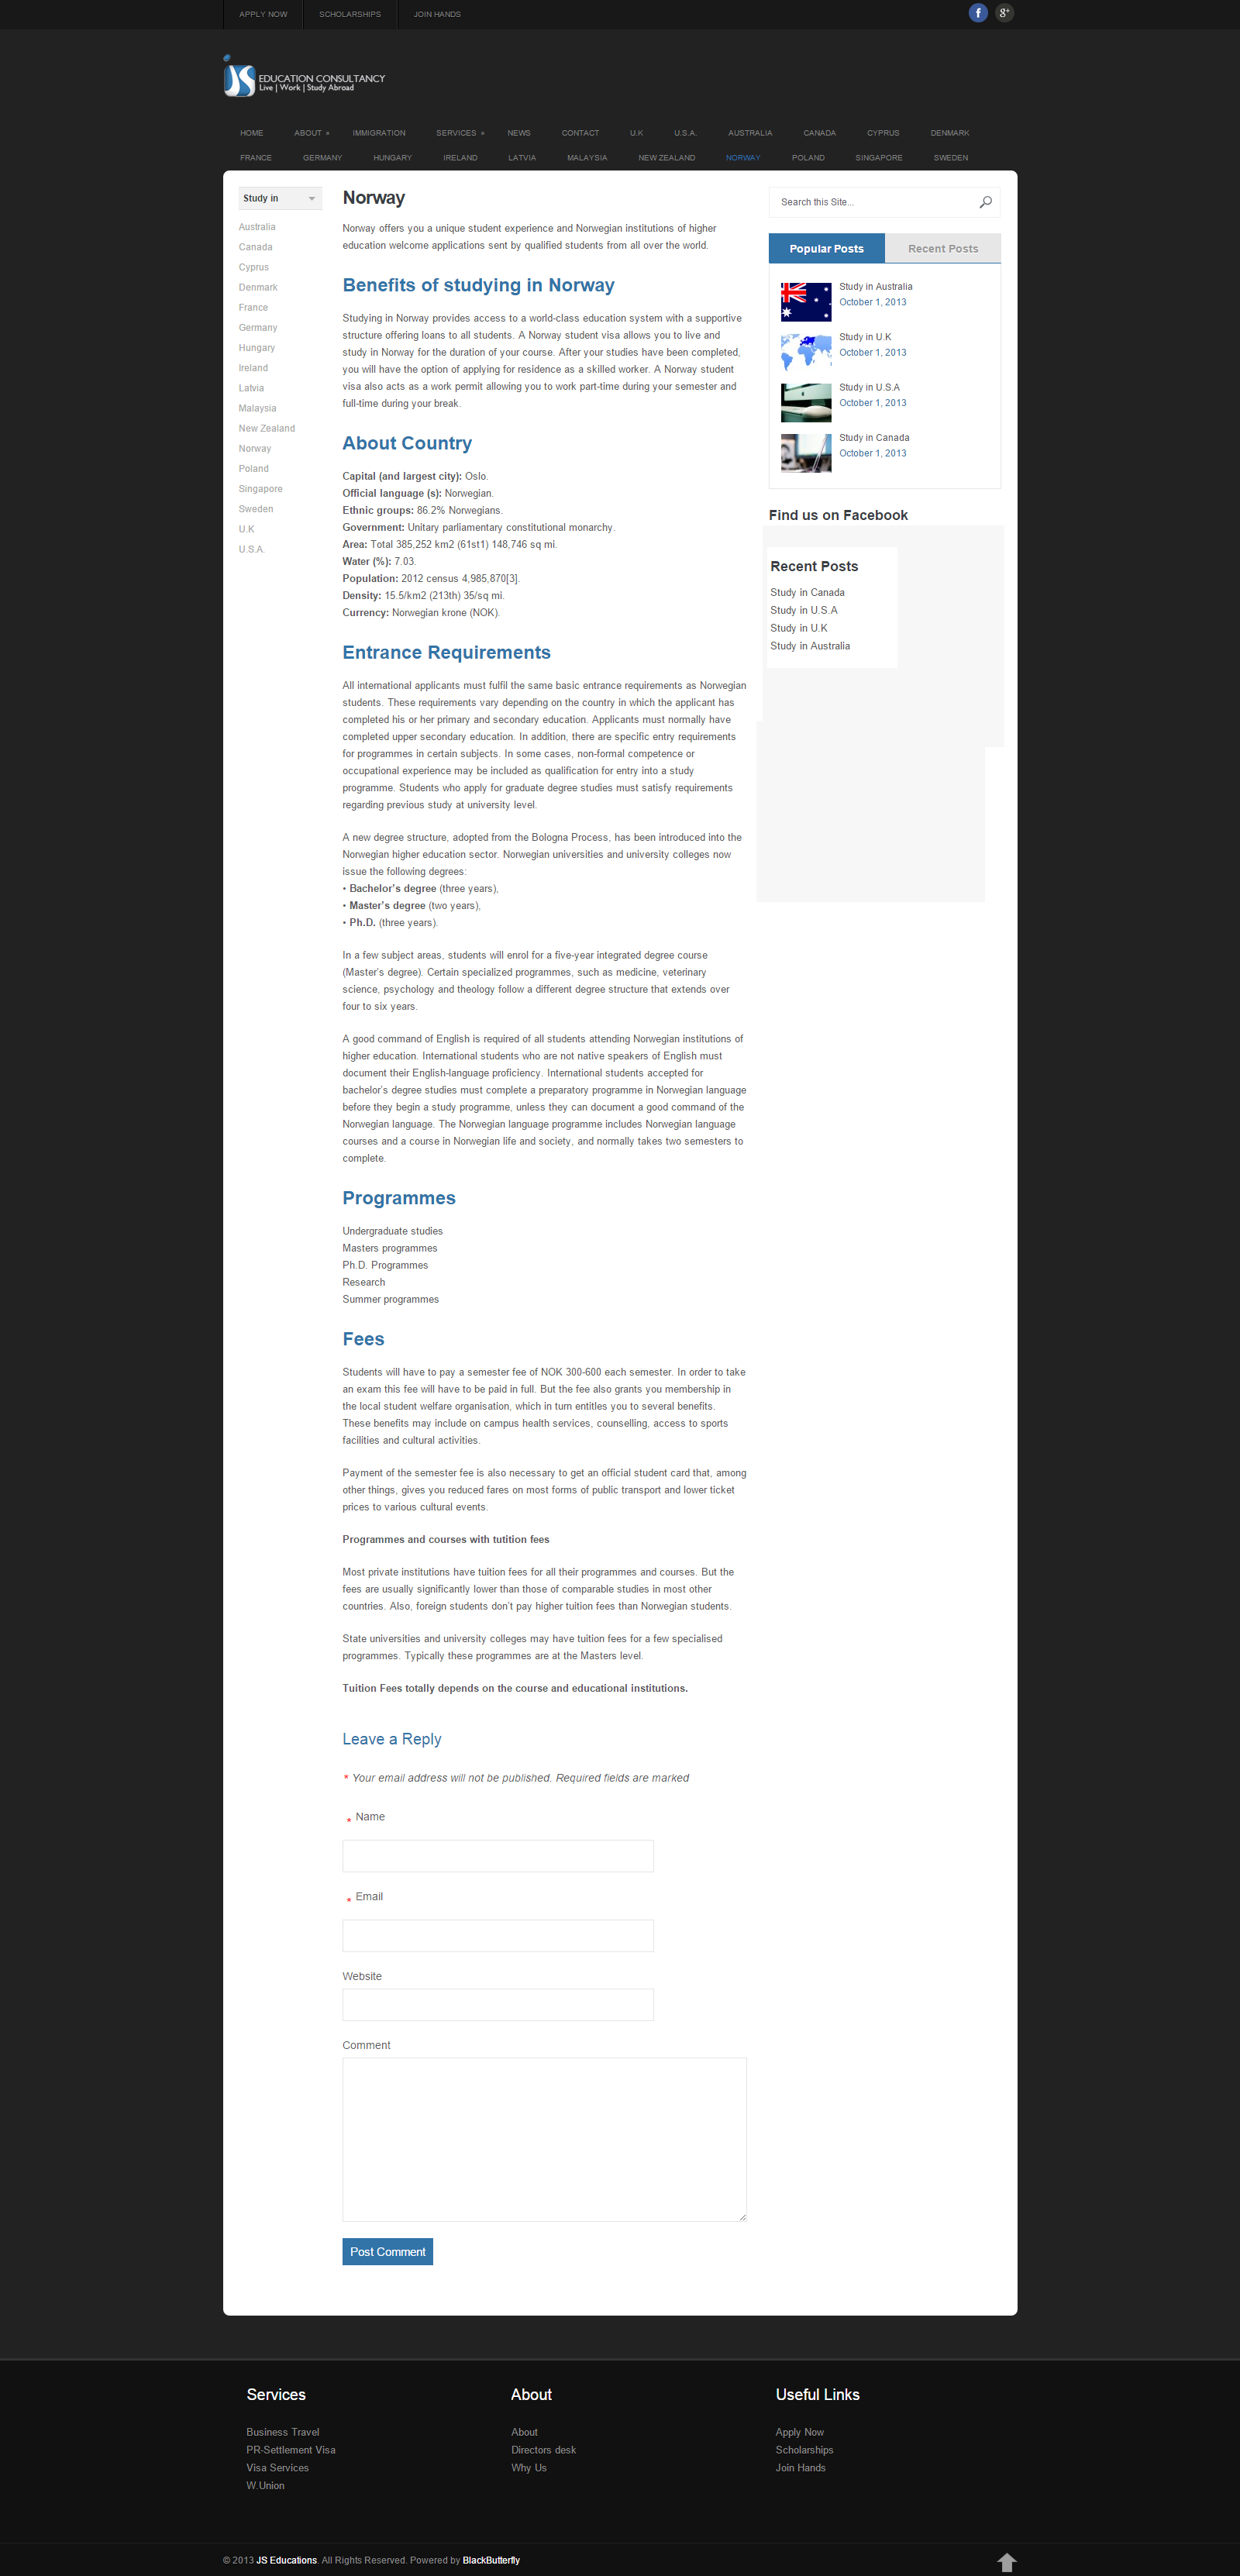 APPLY NOW
SCHOLARSHIPS
JOIN HANDS
f
g+
JS EDUCATION CONSULTANCY
Live | Work | Study Abroad
HOME
ABOUT »
IMMIGRATION
SERVICES »
NEWS
CONTACT
U.K
U.S.A.
AUSTRALIA
CANADA
CYPRUS
DENMARK
FRANCE
GERMANY
HUNGARY
IRELAND
LATVIA
MALAYSIA
NEW ZEALAND
NORWAY
POLAND
SINGAPORE
SWEDEN
Study in
Australia
Canada
Cyprus
Denmark
France
Germany
Hungary
Ireland
Latvia
Malaysia
New Zealand
Norway
Poland
Singapore
Sweden
U.K
U.S.A.
Norway
Norway offers you a unique student experience and Norwegian institutions of higher
education welcome applications sent by qualified students from all over the world.
Benefits of studying in Norway
Studying in Norway provides access to a world-class education system with a supportive
structure offering loans to all students. A Norway student visa allows you to live and
study in Norway for the duration of your course. After your studies have been completed,
you will have the option of applying for residence as a skilled worker. A Norway student
visa also acts as a work permit allowing you to work part-time during your semester and
full-time during your break.
About Country
Capital (and largest city): Oslo.
Official language (s): Norwegian.
Ethnic groups: 86.2% Norwegians.
Government: Unitary parliamentary constitutional monarchy.
Area: Total 385,252 km2 (61st1) 148,746 sq mi.
Water (%): 7.03.
Population: 2012 census 4,985,870[3].
Density: 15.5/km2 (213th) 35/sq mi.
Currency: Norwegian krone (NOK).
Entrance Requirements
All international applicants must fulfil the same basic entrance requirements as Norwegian
students. These requirements vary depending on the country in which the applicant has
completed his or her primary and secondary education. Applicants must normally have
completed upper secondary education. In addition, there are specific entry requirements
for programmes in certain subjects. In some cases, non-formal competence or
occupational experience may be included as qualification for entry into a study
programme. Students who apply for graduate degree studies must satisfy requirements
regarding previous study at university level.
A new degree structure, adopted from the Bologna Process, has been introduced into the
Norwegian higher education sector. Norwegian universities and university colleges now
issue the following degrees:
• Bachelor's degree (three years),
• Master's degree (two years),
• Ph.D. (three years).
In a few subject areas, students will enrol for a five-year integrated degree course
(Master's degree). Certain specialized programmes, such as medicine, veterinary
science, psychology and theology follow a different degree structure that extends over
four to six years.
A good command of English is required of all students attending Norwegian institutions of
higher education. International students who are not native speakers of English must
document their English-language proficiency. International students accepted for
bachelor's degree studies must complete a preparatory programme in Norwegian language
before they begin a study programme, unless they can document a good command of the
Norwegian language. The Norwegian language programme includes Norwegian language
courses and a course in Norwegian life and society, and normally takes two semesters to
complete.
Programmes
Undergraduate studies
Masters programmes
Ph.D. Programmes
Research
Summer programmes
Fees
Students will have to pay a semester fee of NOK 300-600 each semester. In order to take
an exam this fee will have to be paid in full. But the fee also grants you membership in
the local student welfare organisation, which in turn entitles you to several benefits.
These benefits may include on campus health services, counselling, access to sports
facilities and cultural activities.
Payment of the semester fee is also necessary to get an official student card that, among
other things, gives you reduced fares on most forms of public transport and lower ticket
prices to various cultural events.
Programmes and courses with tutition fees
Most private institutions have tuition fees for all their programmes and courses. But the
fees are usually significantly lower than those of comparable studies in most other
countries. Also, foreign students don't pay higher tuition fees than Norwegian students.
State universities and university colleges may have tuition fees for a few specialised
programmes. Typically these programmes are at the Masters level.
Tuition Fees totally depends on the course and educational institutions.
Leave a Reply
* Your email address will not be published. Required fields are marked
* Name
* Email
Website
Comment
Post Comment
Search this Site...
Popular Posts
Recent Posts
Study in Australia
October 1, 2013
Study in U.K
October 1, 2013
Study in U.S.A
October 1, 2013
Study in Canada
October 1, 2013
Find us on Facebook
Recent Posts
Study in Canada
Study in U.S.A
Study in U.K
Study in Australia
Services
Business Travel
PR-Settlement Visa
Visa Services
W.Union
About
About
Directors desk
Why Us
Useful Links
Apply Now
Scholarships
Join Hands
© 2013 JS Educations. All Rights Reserved. Powered by BlackButterfly